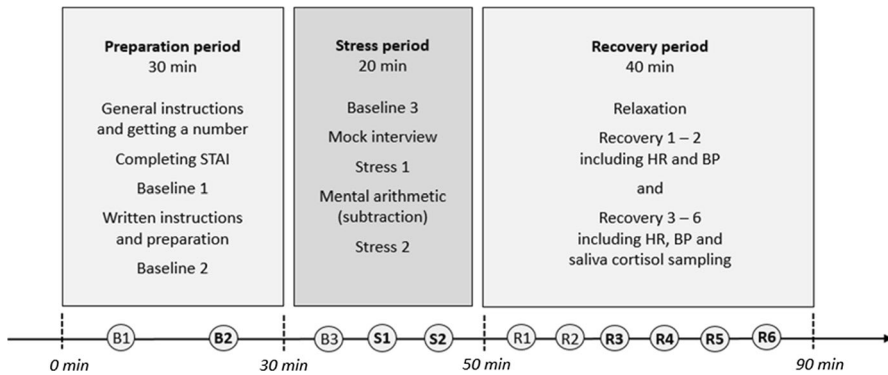 Preparation period
30 min
General instructions
and getting a number
Completing STAI
Baseline 1
Written instructions
and preparation
Baseline 2
Stress period
20 min
Baseline 3
Mock interview
Stress 1
Mental arithmetic
(subtraction)
Stress 2
Recovery period
40 min
Relaxation
Recovery 1 – 2
including HR and BP
and
Recovery 3 – 6
including HR, BP and
saliva cortisol sampling
B1 B2 B3 S1 S2 R1 R2 R3 R4 R5 R6
0 min 30 min 50 min 90 min